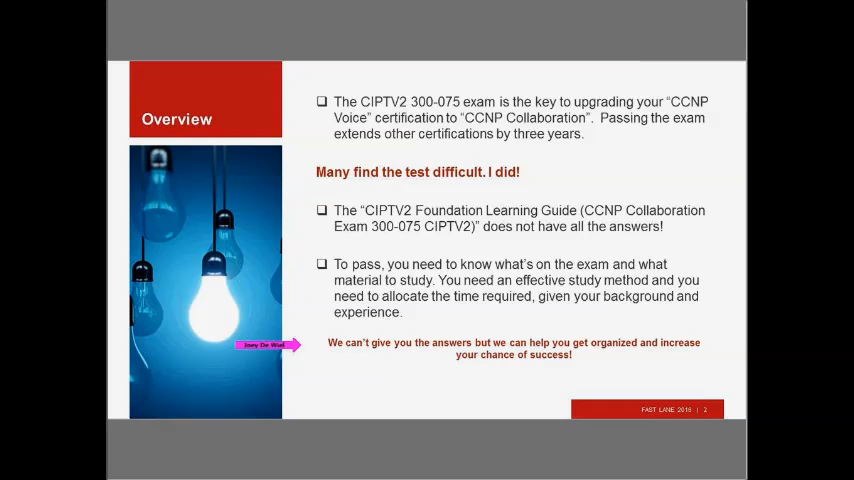 Overview
❑ The CIPTV2 300-075 exam is the key to upgrading your “CCNP
Voice” certification to “CCNP Collaboration”. Passing the exam
extends other certifications by three years.
Many find the test difficult. I did!
❑ The “CIPTV2 Foundation Learning Guide (CCNP Collaboration
Exam 300-075 CIPTV2)” does not have all the answers!
❑ To pass, you need to know what’s on the exam and what
material to study. You need an effective study method and you
need to allocate the time required, given your background and
experience.
Joey De Wiel
We can’t give you the answers but we can help you get organized and increase
your chance of success!
FAST LANE 2016 | 2